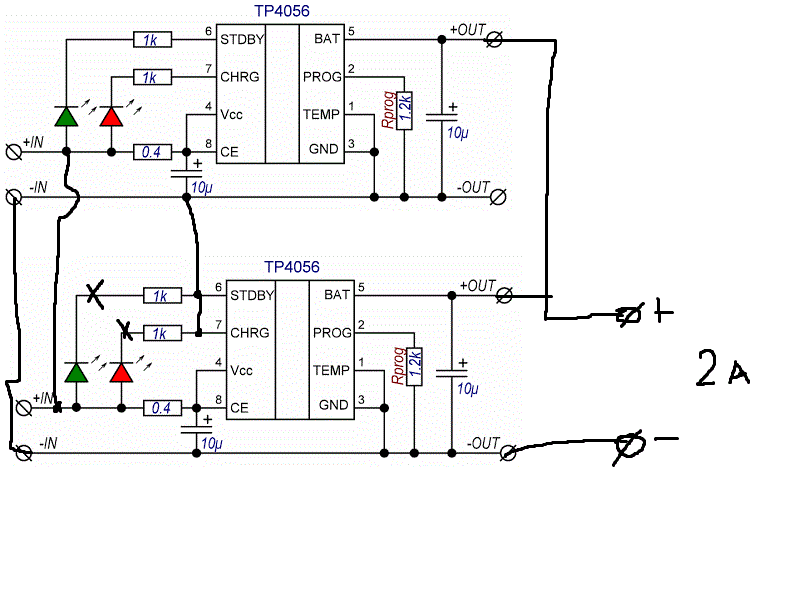 TP4056
1k 6 STDBY BAT 5 +OUT
1k 7 CHRG PROG 2
4 Vcc TEMP 1 Rprog 1.2k + 10µ
+IN 0.4 8 CE GND 3
+ 10µ
-IN -OUT
TP4056
1k 6 STDBY BAT 5 +OUT
+
1k 7 CHRG PROG 2
4 Vcc TEMP 1 Rprog 1.2k + 10µ
2A
+IN 0.4 8 CE GND 3
+ 10µ
-IN -OUT -